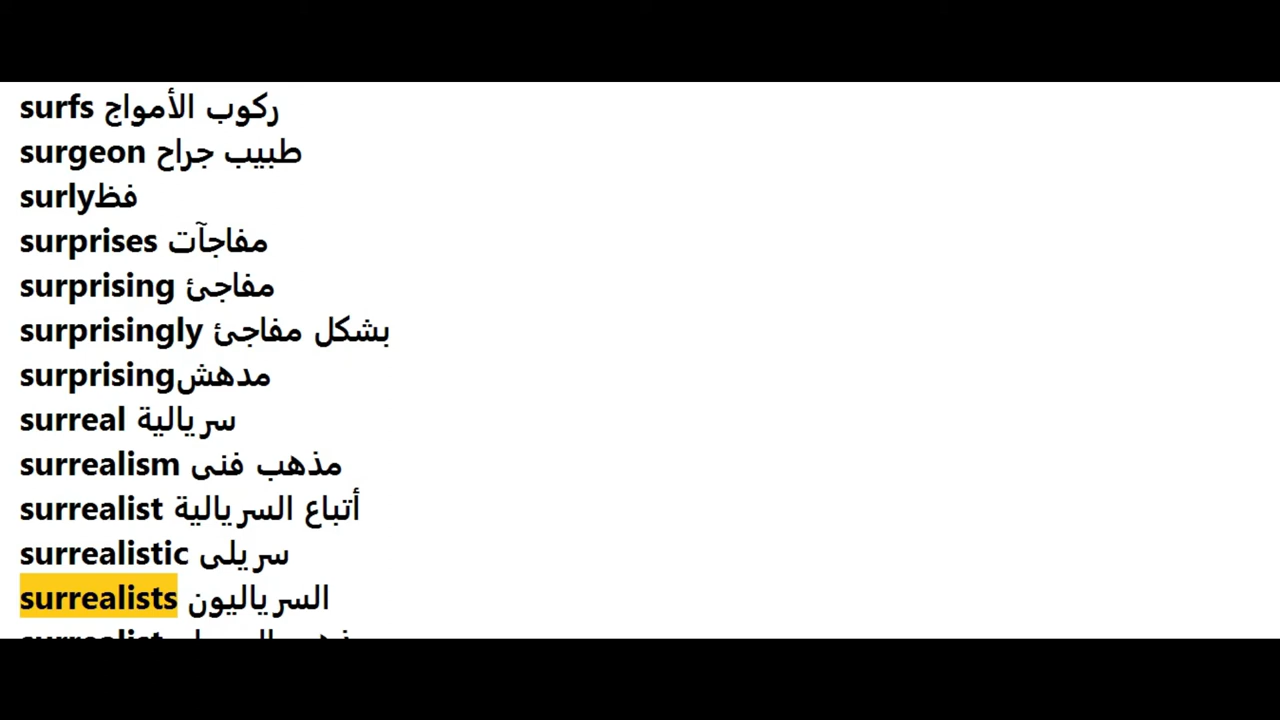 surfs ركوب الأمواج
surgeon طبيب جراح
surlyفظ
surprises مفاجآت
surprising مفاجئ
surprisingly بشكل مفاجئ
surprisingمدهش
surreal سريالية
surrealism مذهب فنى
surrealist أتباع السريالية
surrealistic سريلى
surrealists السرياليون
surrealist